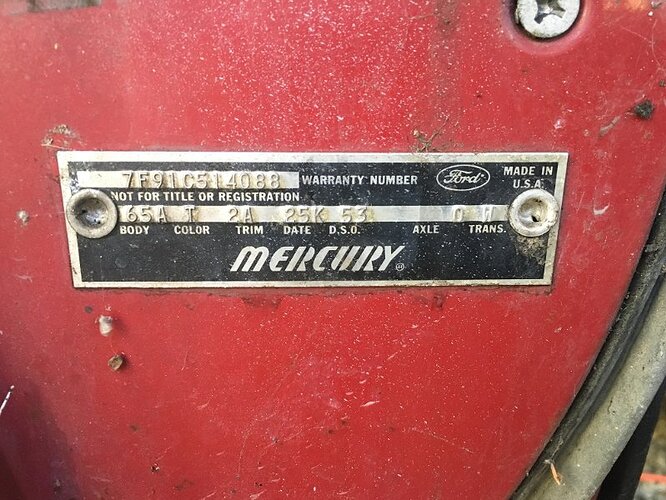 7F91C514088 WARRANTY NUMBER Ford MADE IN U.S.A.
NOT FOR TITLE OR REGISTRATION
65A T 2A 25K 53 0 W
BODY COLOR TRIM DATE D.S.O. AXLE TRANS.
MERCURY